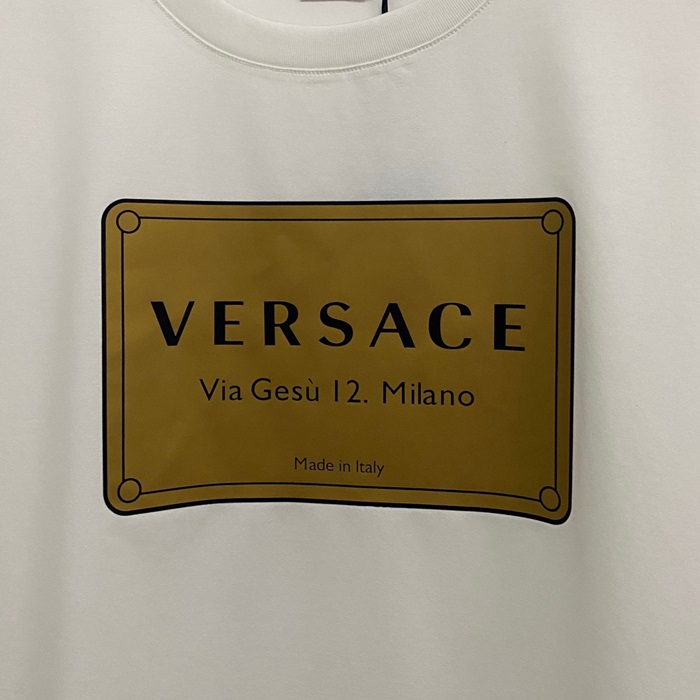 VERSACE
Via Gesù 12. Milano
Made in Italy